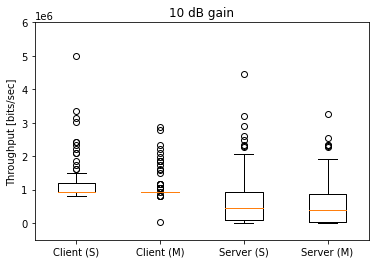 10 dB gain
1e6
Throughput [bits/sec]
6
5
4
3
2
1
0
Client (S) Client (M) Server (S) Server (M)